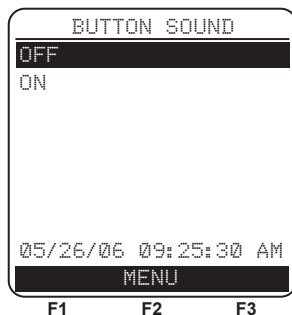 BUTTON SOUND
OFF
ON
05/26/06 09:25:30 AM
MENU
F1 F2 F3